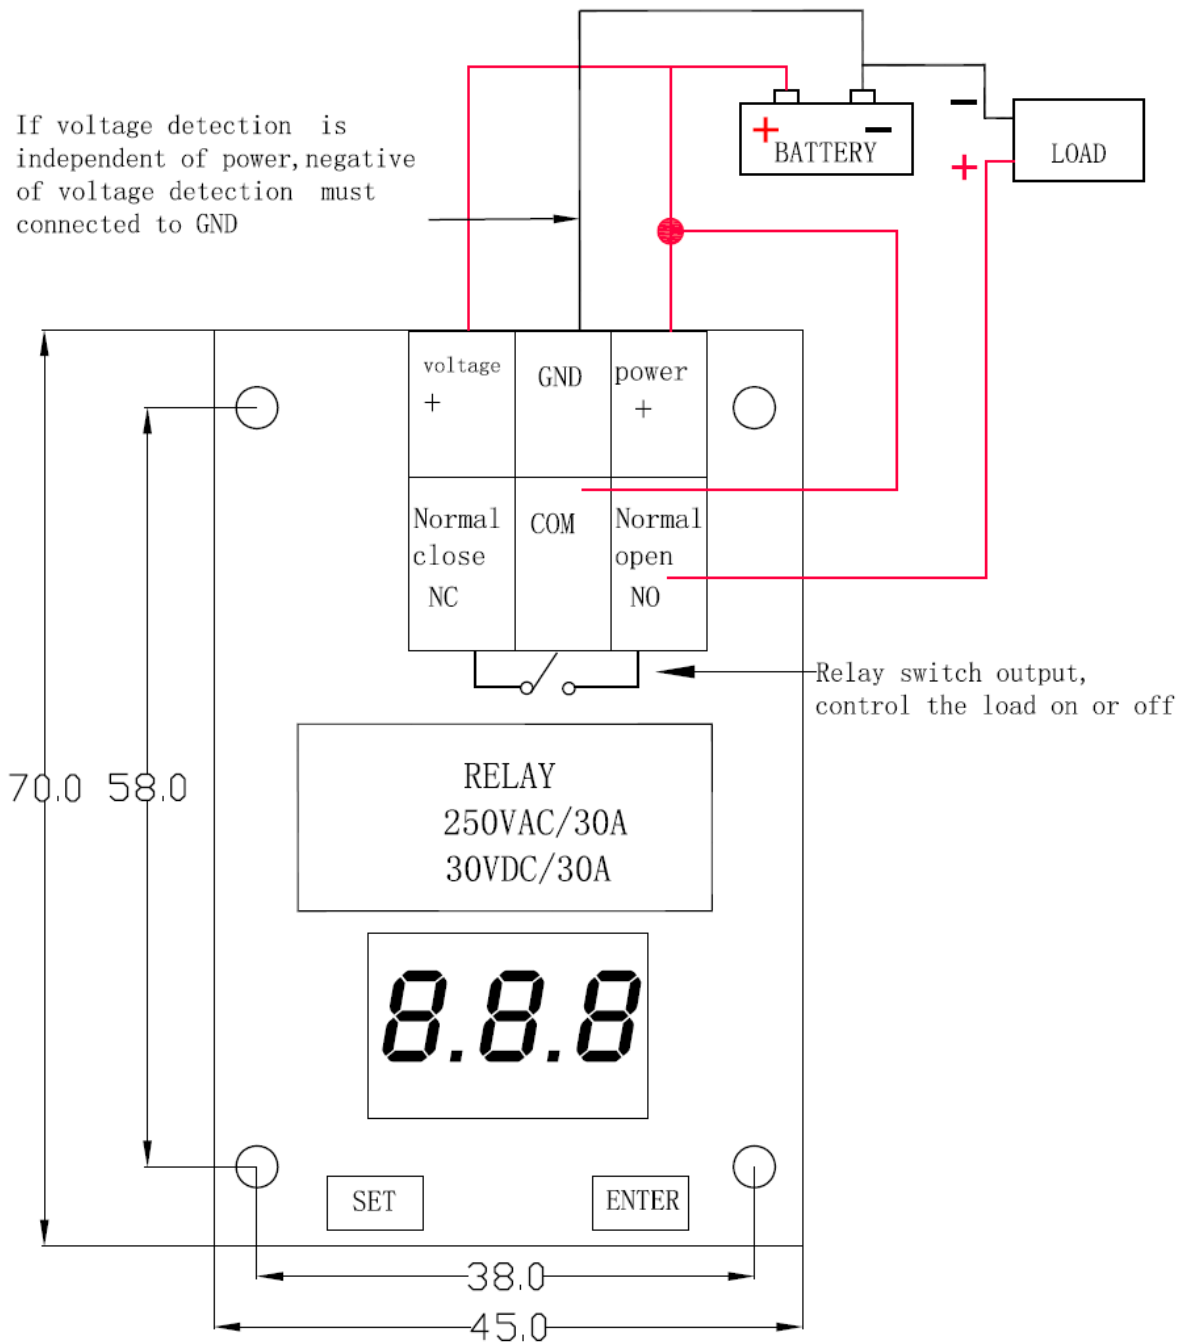 If voltage detection is
independent of power, negative
of voltage detection must
connected to GND
+ −
BATTERY
−
+
LOAD
voltage
+
GND
power
+
Normal
close
NC
COM
Normal
open
NO
Relay switch output,
control the load on or off
70.0
58.0
RELAY
250VAC/30A
30VDC/30A
8.8.8
SET
ENTER
38.0
45.0